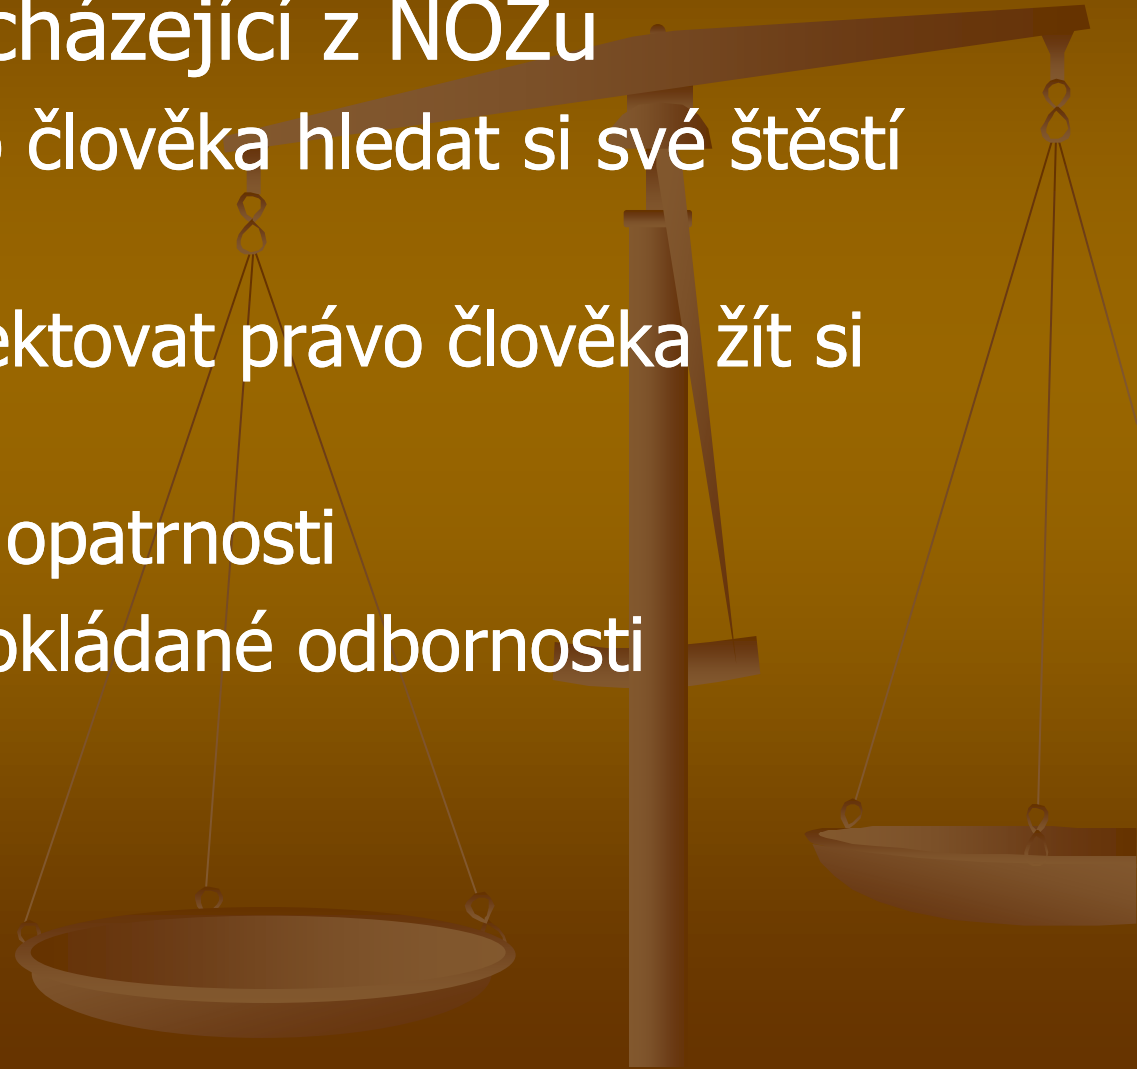 cházející z NOZu
člověka hledat si své štěstí
ektovat právo člověka žít si
opatrnosti
okládané odbornosti